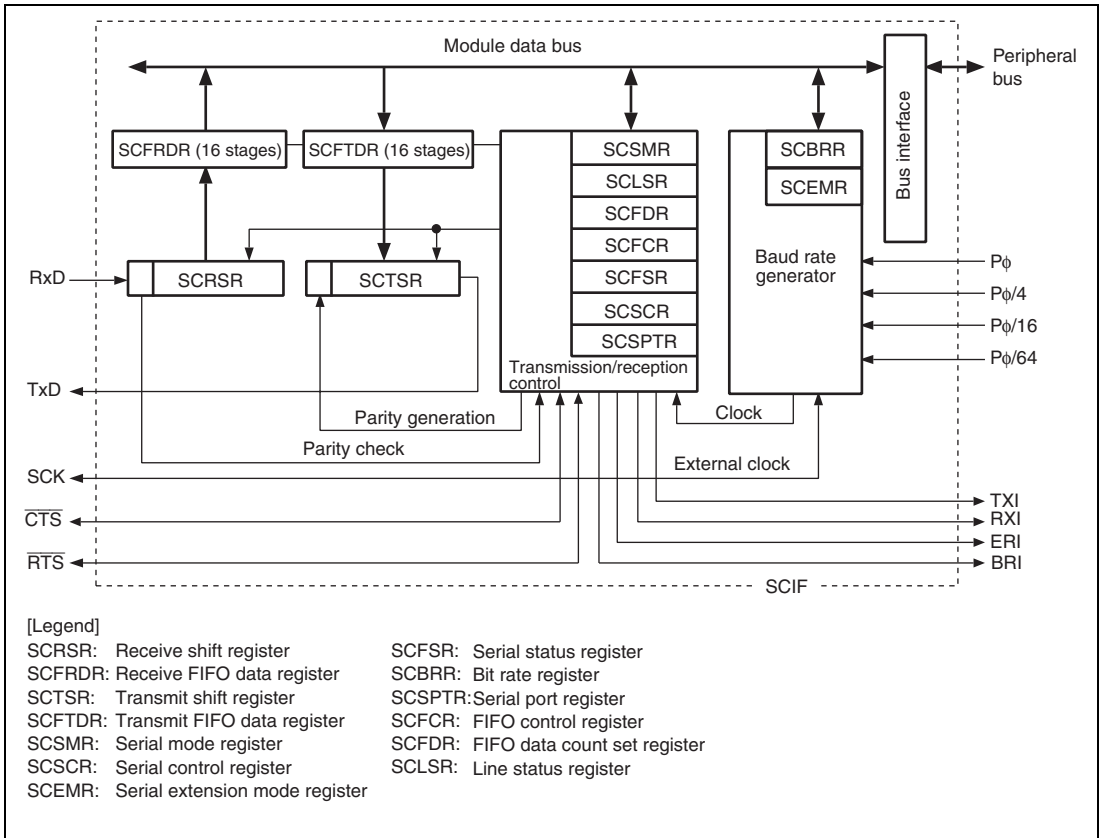 Module data bus
Peripheral
bus
Bus interface
SCFRDR (16 stages)
SCFTDR (16 stages)
SCSMR
SCLSR
SCFDR
SCFCR
SCFSR
SCSCR
SCSPTR
Transmission/reception
control
SCBRR
SCEMR
Baud rate
generator
RxD
SCRSR
SCTSR
Pϕ
Pϕ/4
Pϕ/16
Pϕ/64
TxD
Parity generation
Clock
Parity check
External clock
SCK
C̅T̅S̅
R̅T̅S̅
TXI
RXI
ERI
BRI
SCIF
[Legend]
SCRSR: Receive shift register
SCFRDR: Receive FIFO data register
SCTSR: Transmit shift register
SCFTDR: Transmit FIFO data register
SCSMR: Serial mode register
SCSCR: Serial control register
SCEMR: Serial extension mode register
SCFSR: Serial status register
SCBRR: Bit rate register
SCSPTR:Serial port register
SCFCR: FIFO control register
SCFDR: FIFO data count set register
SCLSR: Line status register